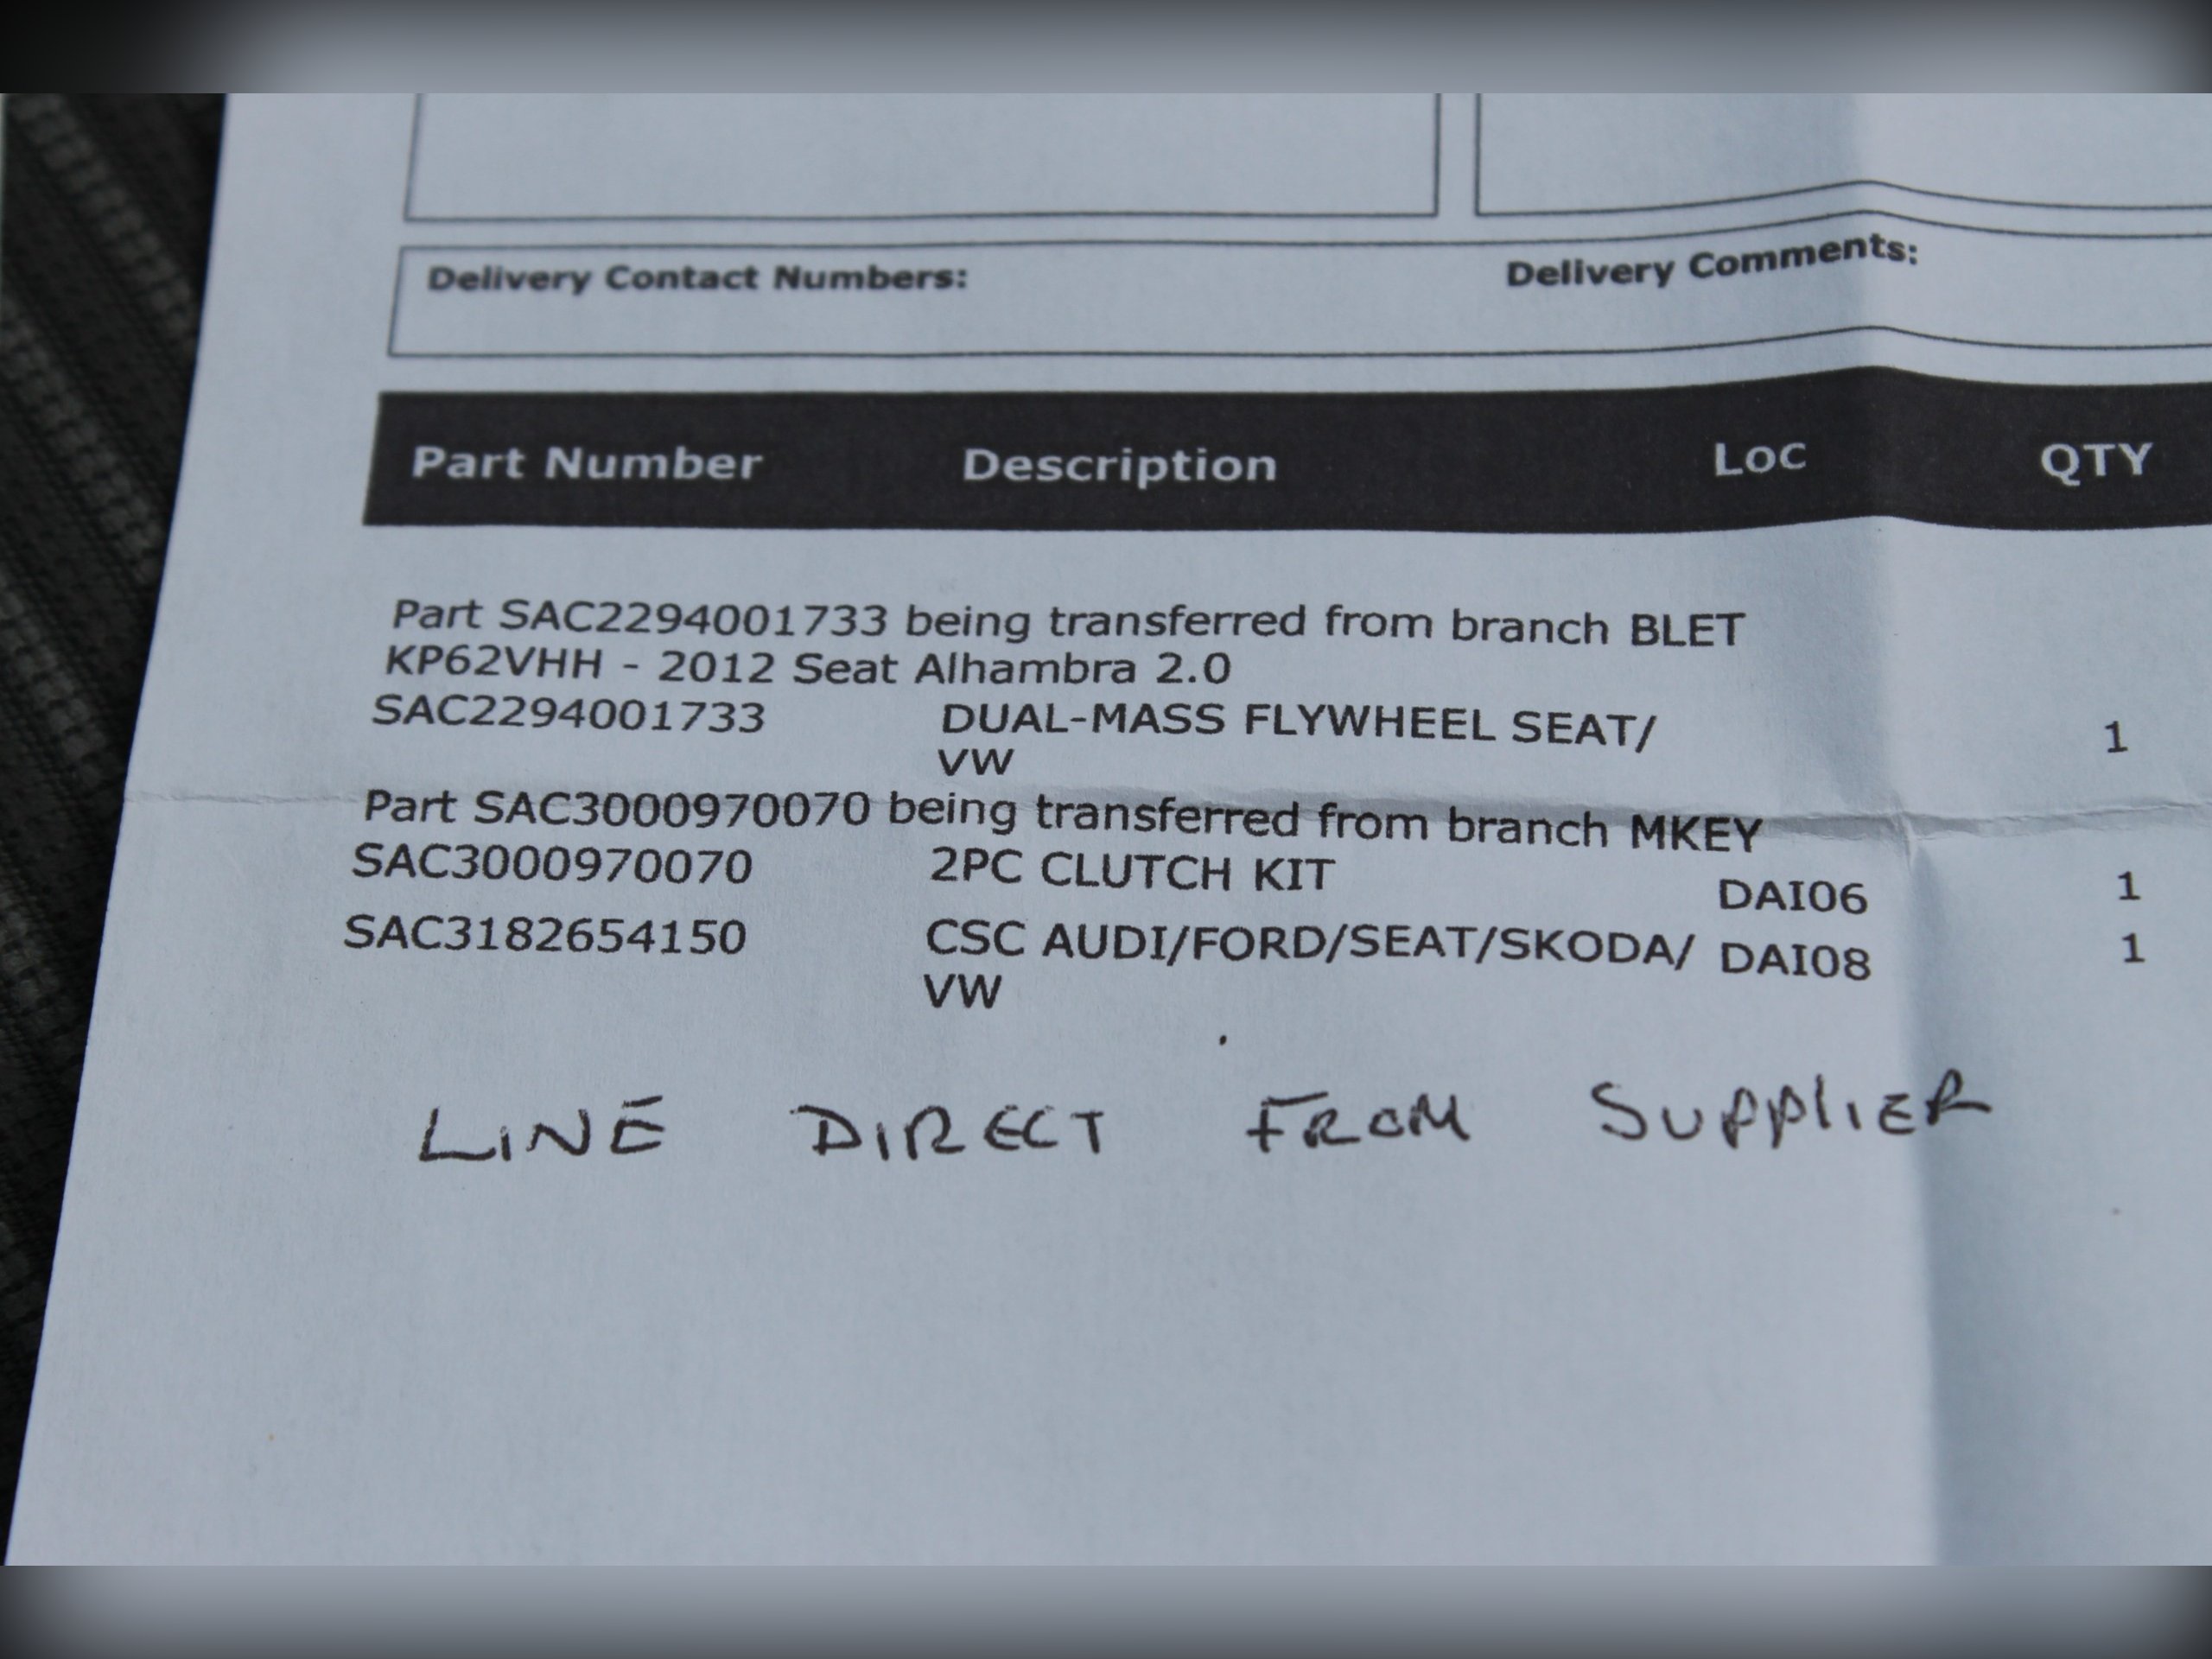 Delivery Contact Numbers: Delivery Comments:
Part Number Description Loc QTY
Part SAC2294001733 being transferred from branch BLET
KP62VHH - 2012 Seat Alhambra 2.0
SAC2294001733 DUAL-MASS FLYWHEEL SEAT/ 1
VW
Part SAC3000970070 being transferred from branch MKEY
SAC3000970070 2PC CLUTCH KIT DAI06 1
SAC3182654150 CSC AUDI/FORD/SEAT/SKODA/ DAI08 1
VW
LINE DIRECT FROM SUPPLIER